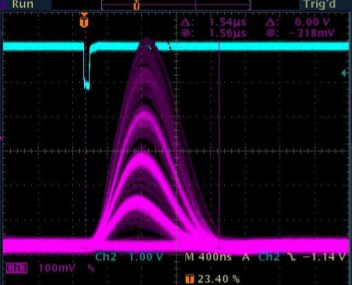 Run Trig'd
Δ: 1.54µs Δ: 0.00 V
@: 1.56µs @: -318mV
Ch2 1.00 V M 400ns A Ch2 -1.14 V
Ch3 100mV %
T 23.40 %